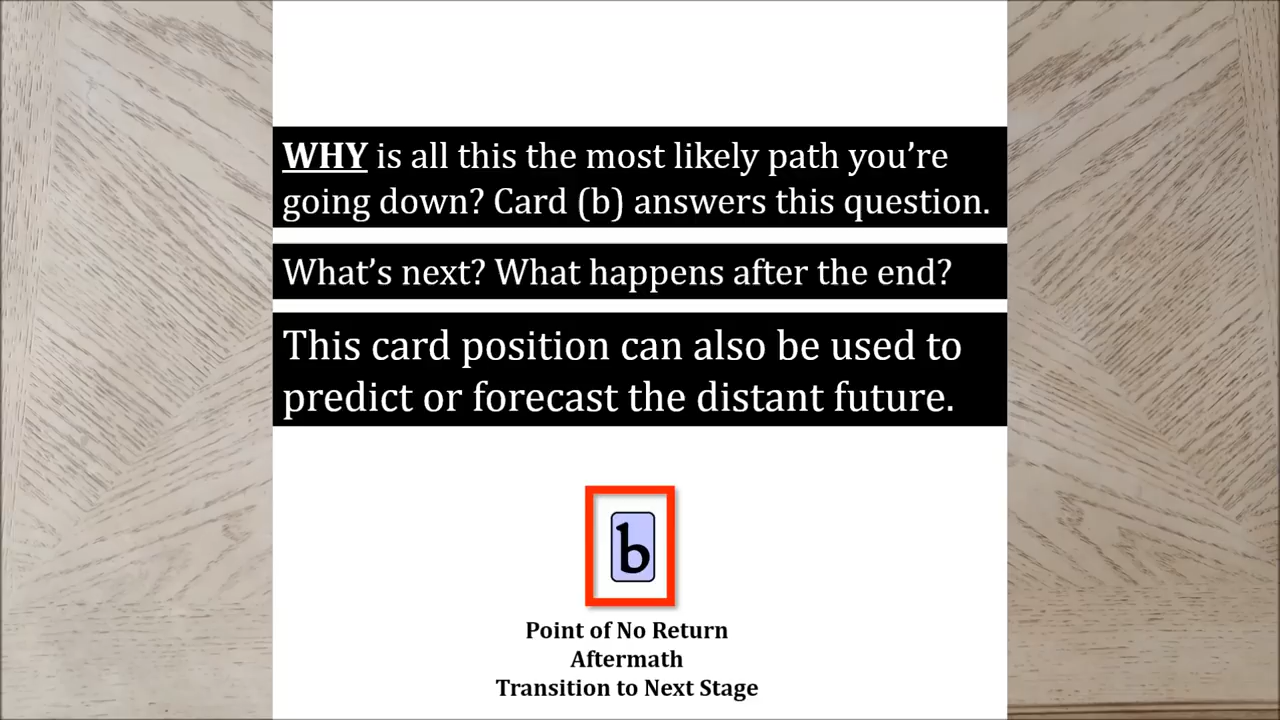 WHY is all this the most likely path you’re
going down? Card (b) answers this question.
What’s next? What happens after the end?
This card position can also be used to
predict or forecast the distant future.
b
Point of No Return
Aftermath
Transition to Next Stage